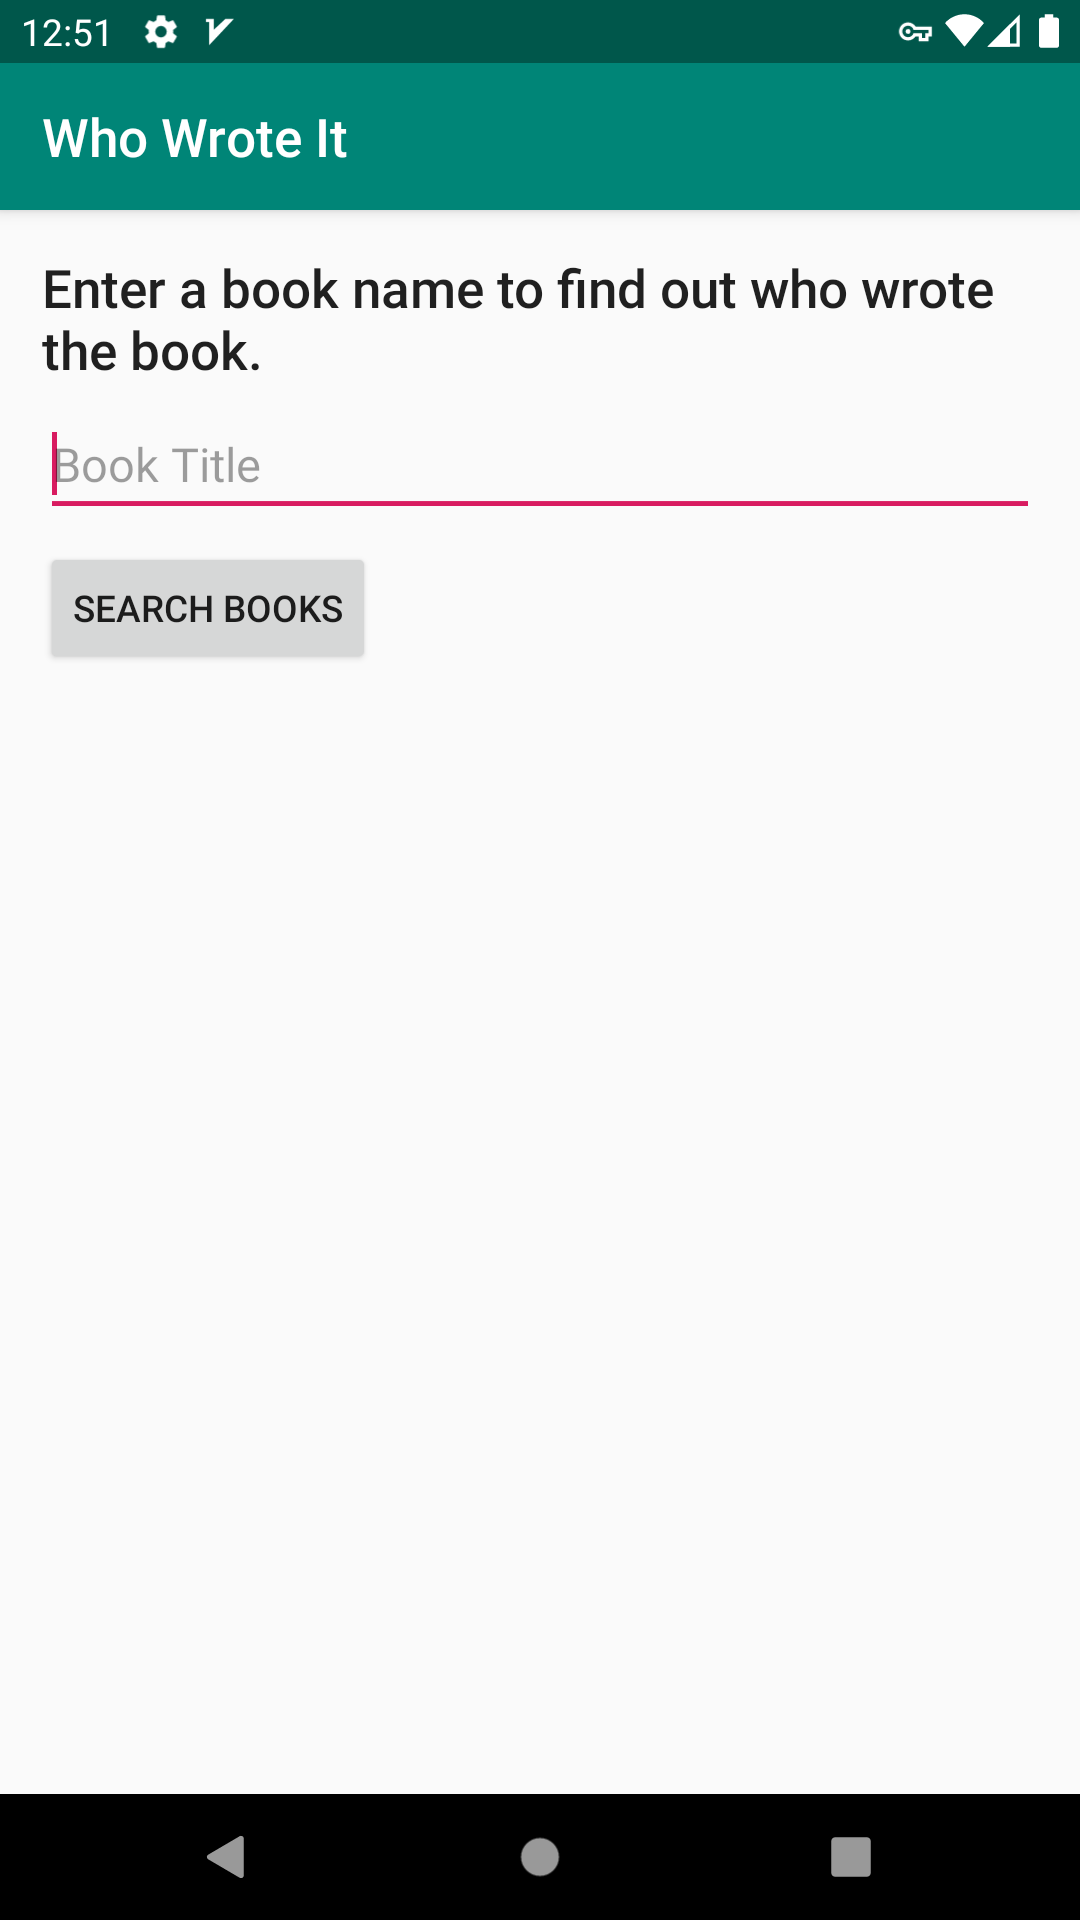 12:51
Who Wrote It
Enter a book name to find out who wrote
the book.
Book Title
SEARCH BOOKS